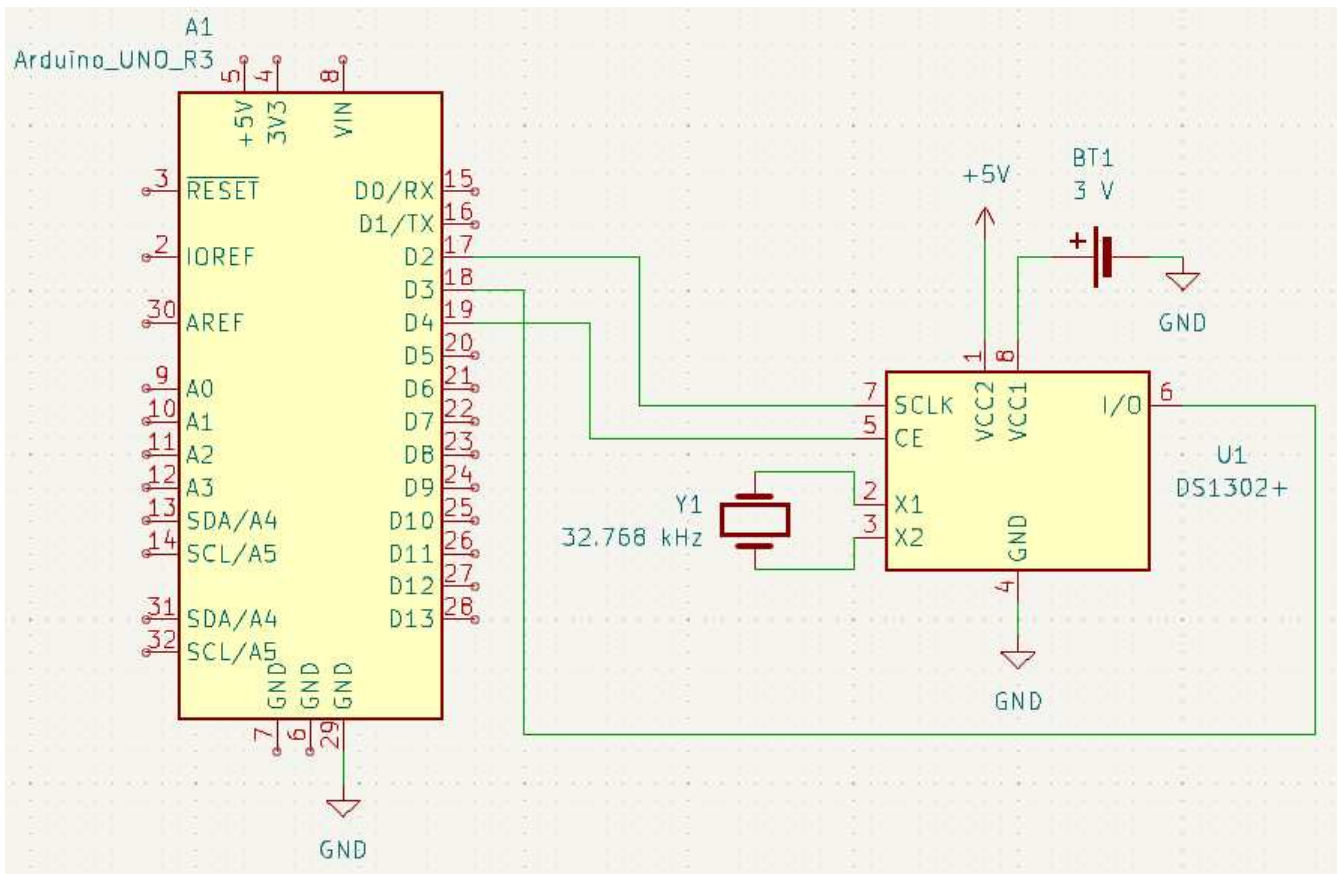 A1
Arduino_UNO_R3
5
4
8
+5V
3V3
VIN
3
RESET
D0/RX
15
D1/TX
16
2
IOREF
D2
17
D3
18
30
AREF
D4
19
D5
20
9
A0
D6
21
10
A1
D7
22
11
A2
D8
23
12
A3
D9
24
13
SDA/A4
D10
25
14
SCL/A5
D11
26
D12
27
31
SDA/A4
D13
28
32
SCL/A5
GND
GND
GND
7
6
29
GND
+5V
BT1
3 V
+
GND
1
8
7
SCLK
VCC2
VCC1
I/O
6
5
CE
U1
DS1302+
Y1
32.768 kHz
2
X1
3
X2
GND
4
GND